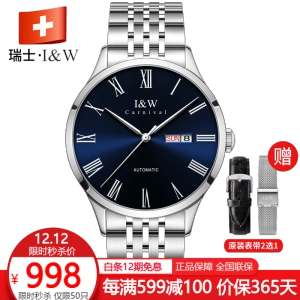 瑞士·I&W
I&W
Carnival
SUN 8
AUTOMATIC
赠
原装表带2选1
12.12
限时秒杀价
￥998
限时秒杀 仅限50只
白条12期免息 正品保障 全国联保
每满599减100 价保365天